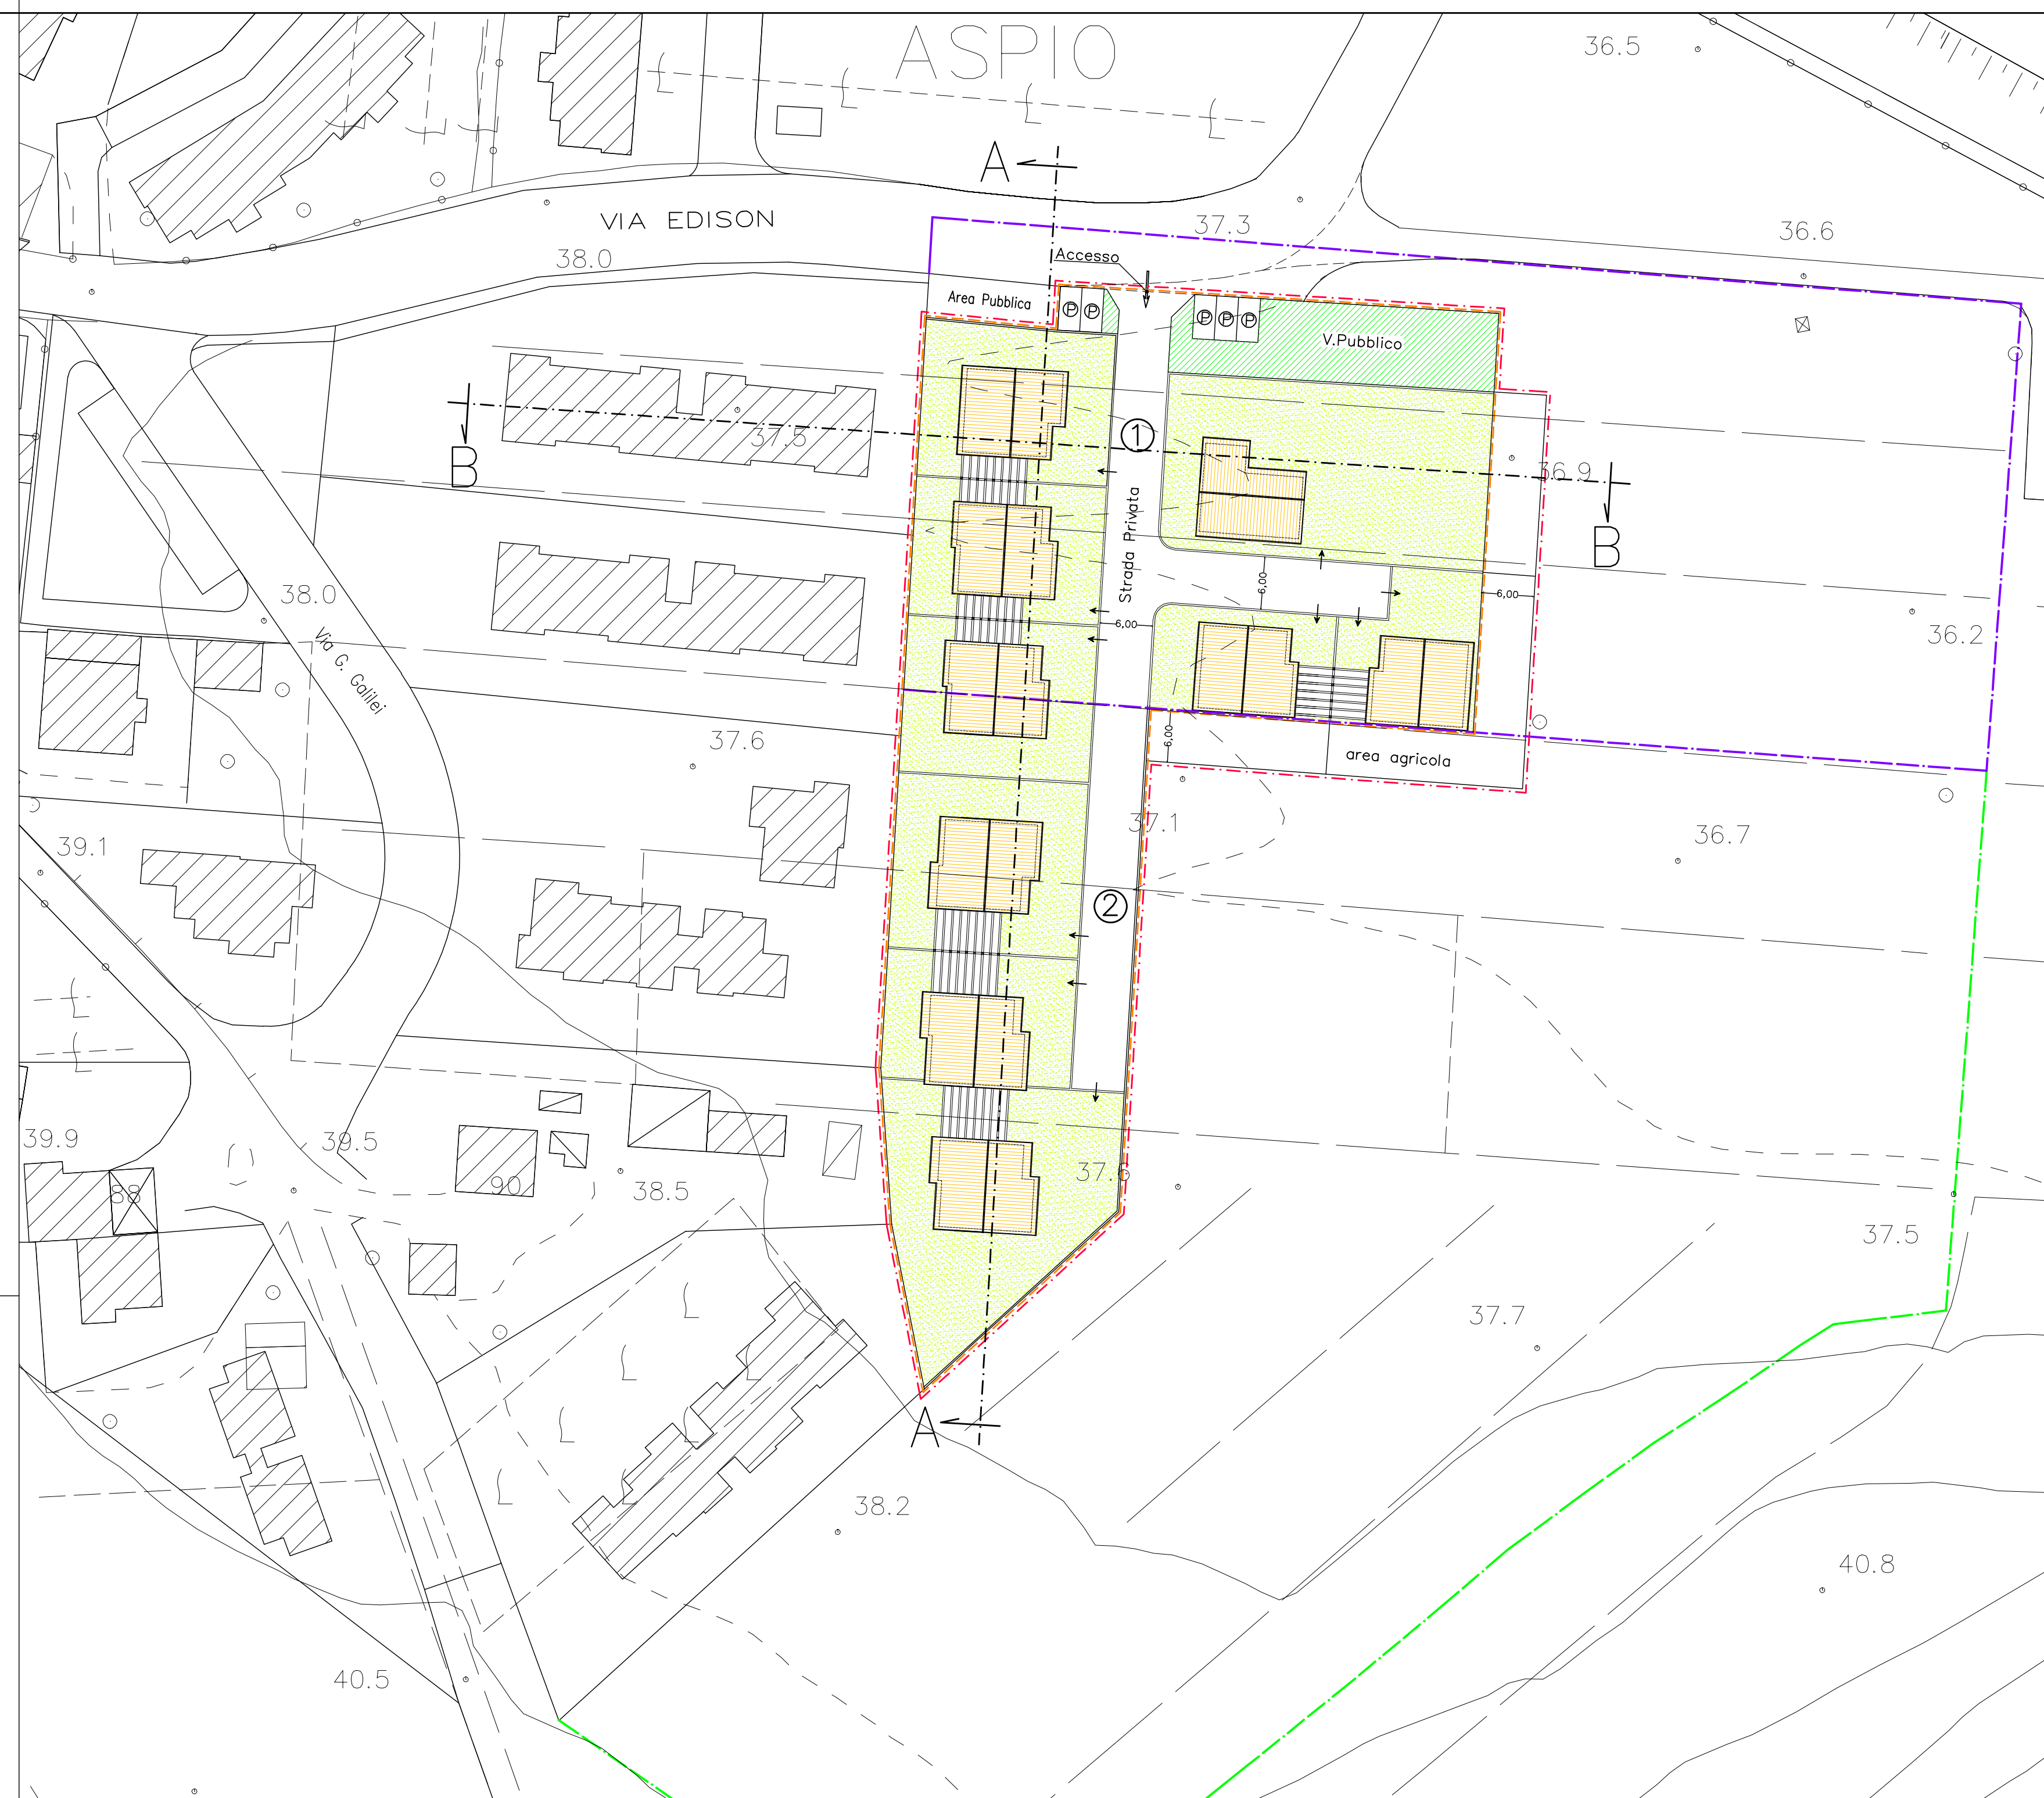 ASPIO
36.5
A
VIA EDISON
37.3
36.6
38.0
Accesso
Area Pubblica
P
P
P
P
P
V.Pubblico
1
37.5
B
36.9
B
Strada Privata
6,00
6,00
6,00
38.0
Via G. Galilei
36.2
37.6
6,00
area agricola
39.1
37.1
36.7
2
39.9
39.5
88
90
38.5
37.6
37.5
37.7
A
38.2
40.8
40.5